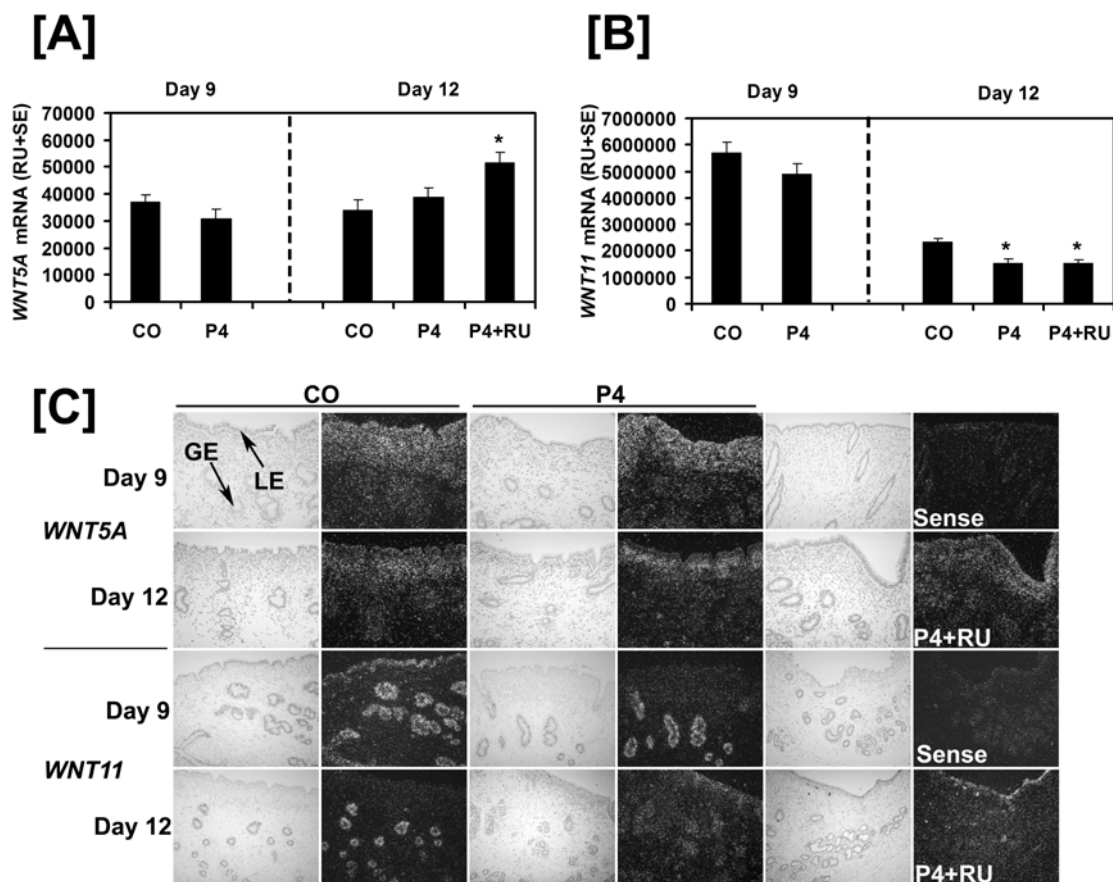 [A]
Day 9 Day 12
WNT5A mRNA (RU+SE)
70000
60000
50000
40000
30000
20000
10000
0
*
CO P4 CO P4 P4+RU
[B]
Day 9 Day 12
WNT11 mRNA (RU+SE)
7000000
6000000
5000000
4000000
3000000
2000000
1000000
0
* *
CO P4 CO P4 P4+RU
[C]
CO P4
Day 9
GE
LE
Sense
WNT5A
Day 12
P4+RU
Day 9
Sense
WNT11
Day 12
P4+RU